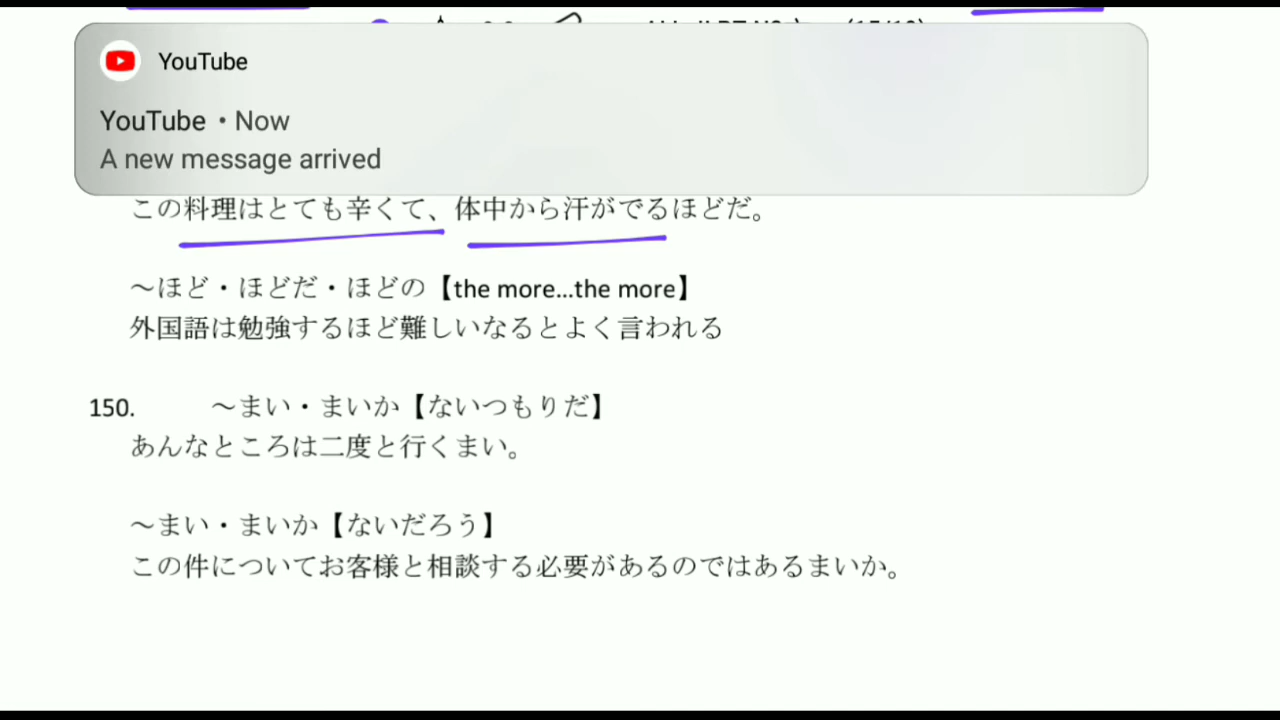 YouTube
YouTube • Now
A new message arrived
この料理はとても辛くて、体中から汗がでるほどだ。
～ほど・ほどだ・ほどの【the more...the more】
外国語は勉強するほど難しいなるとよく言われる
150. ～まい・まいか【ないつもりだ】
あんなところは二度と行くまい。
～まい・まいか【ないだろう】
この件についてお客様と相談する必要があるのではあるまいか。